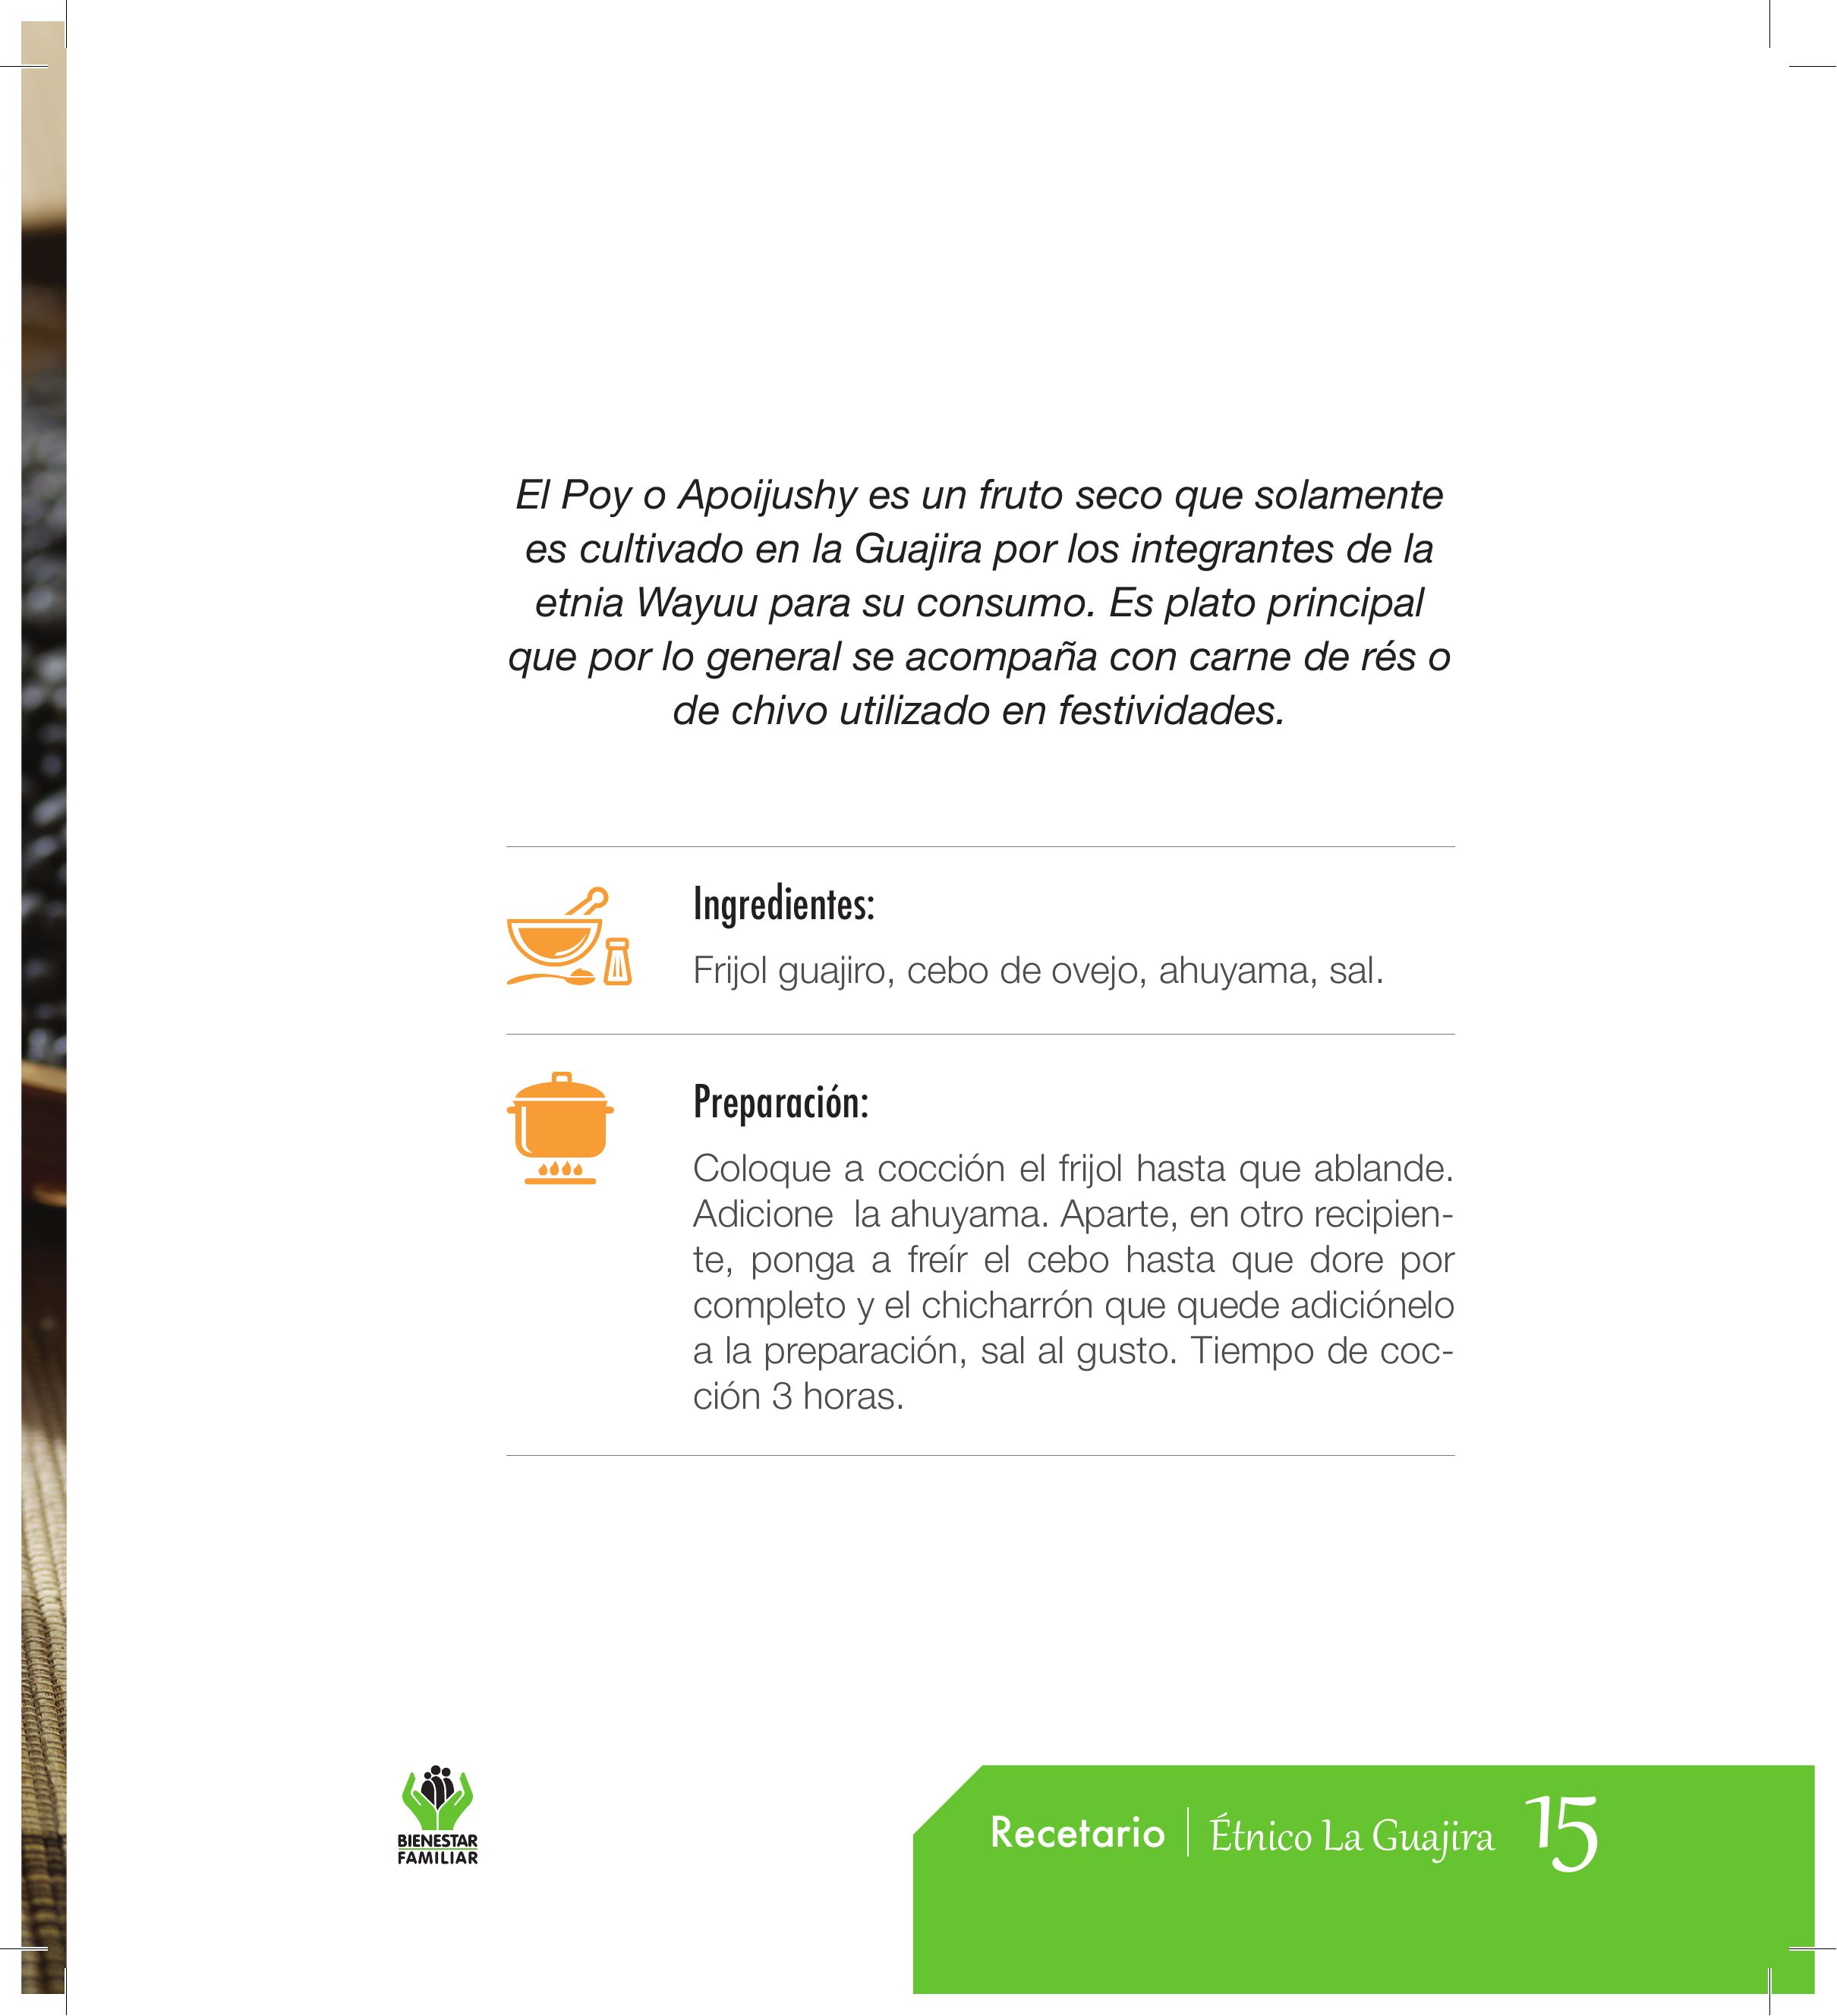 El Poy o Apoijushy es un fruto seco que solamente
es cultivado en la Guajira por los integrantes de la
etnia Wayuu para su consumo. Es plato principal
que por lo general se acompaña con carne de rés o
de chivo utilizado en festividades.
Ingredientes:
Frijol guajiro, cebo de ovejo, ahuyama, sal.
Preparación:
Coloque a cocción el frijol hasta que ablande.
Adicione  la ahuyama. Aparte, en otro recipien-
te, ponga a freír el cebo hasta que dore por
completo y el chicharrón que quede adiciónelo
a la preparación, sal al gusto. Tiempo de coc-
ción 3 horas.
BIENESTAR
FAMILIAR
Recetario | Étnico La Guajira 15